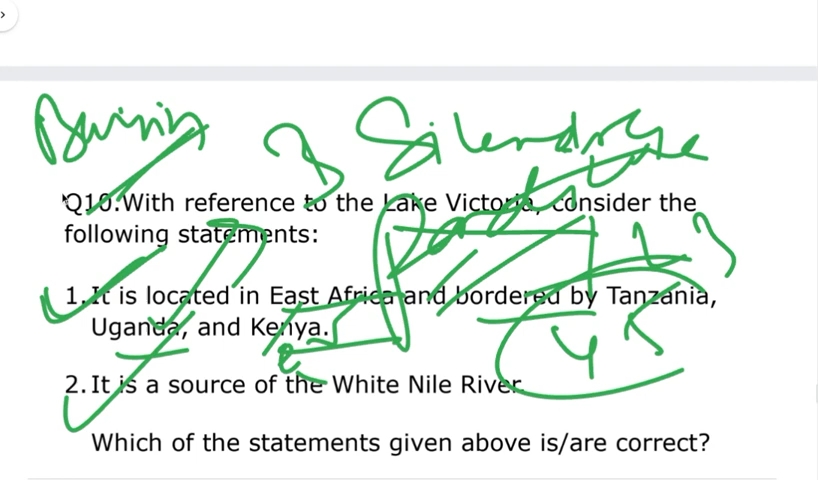 Q10.With reference to the Lake Victoria, consider the
following statements:
1. It is located in East Africa and bordered by Tanzania,
Uganda, and Kenya.
2. It is a source of the White Nile River.
Which of the statements given above is/are correct?